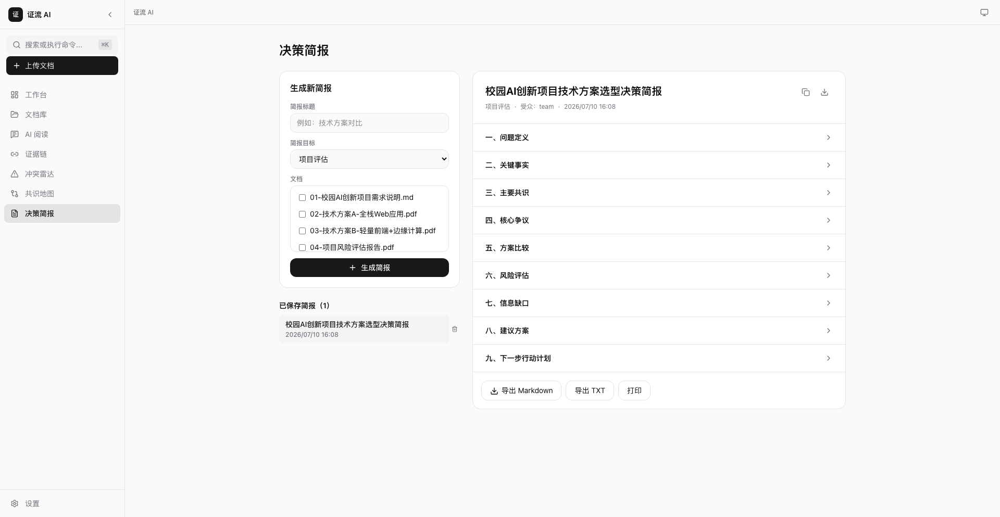 证 证流 AI
搜索或执行命令... ⌘K
上传文档
工作台
文档库
AI 阅读
证据链
冲突雷达
共识地图
决策简报
设置
证流 AI
决策简报
生成新简报
简报标题
例如：技术方案对比
简报目标
项目评估
文档
01-校园AI创新项目需求说明.md
02-技术方案A-全栈Web应用.pdf
03-技术方案B-轻量前端+边缘计算.pdf
04-项目风险评估报告.pdf
生成简报
已保存简报（1）
校园AI创新项目技术方案选型决策简报
2026/07/10 16:08
校园AI创新项目技术方案选型决策简报
项目评估 · 受众：team · 2026/07/10 16:08
一、问题定义
二、关键事实
三、主要共识
四、核心争议
五、方案比较
六、风险评估
七、信息缺口
八、建议方案
九、下一步行动计划
导出 Markdown 导出 TXT 打印